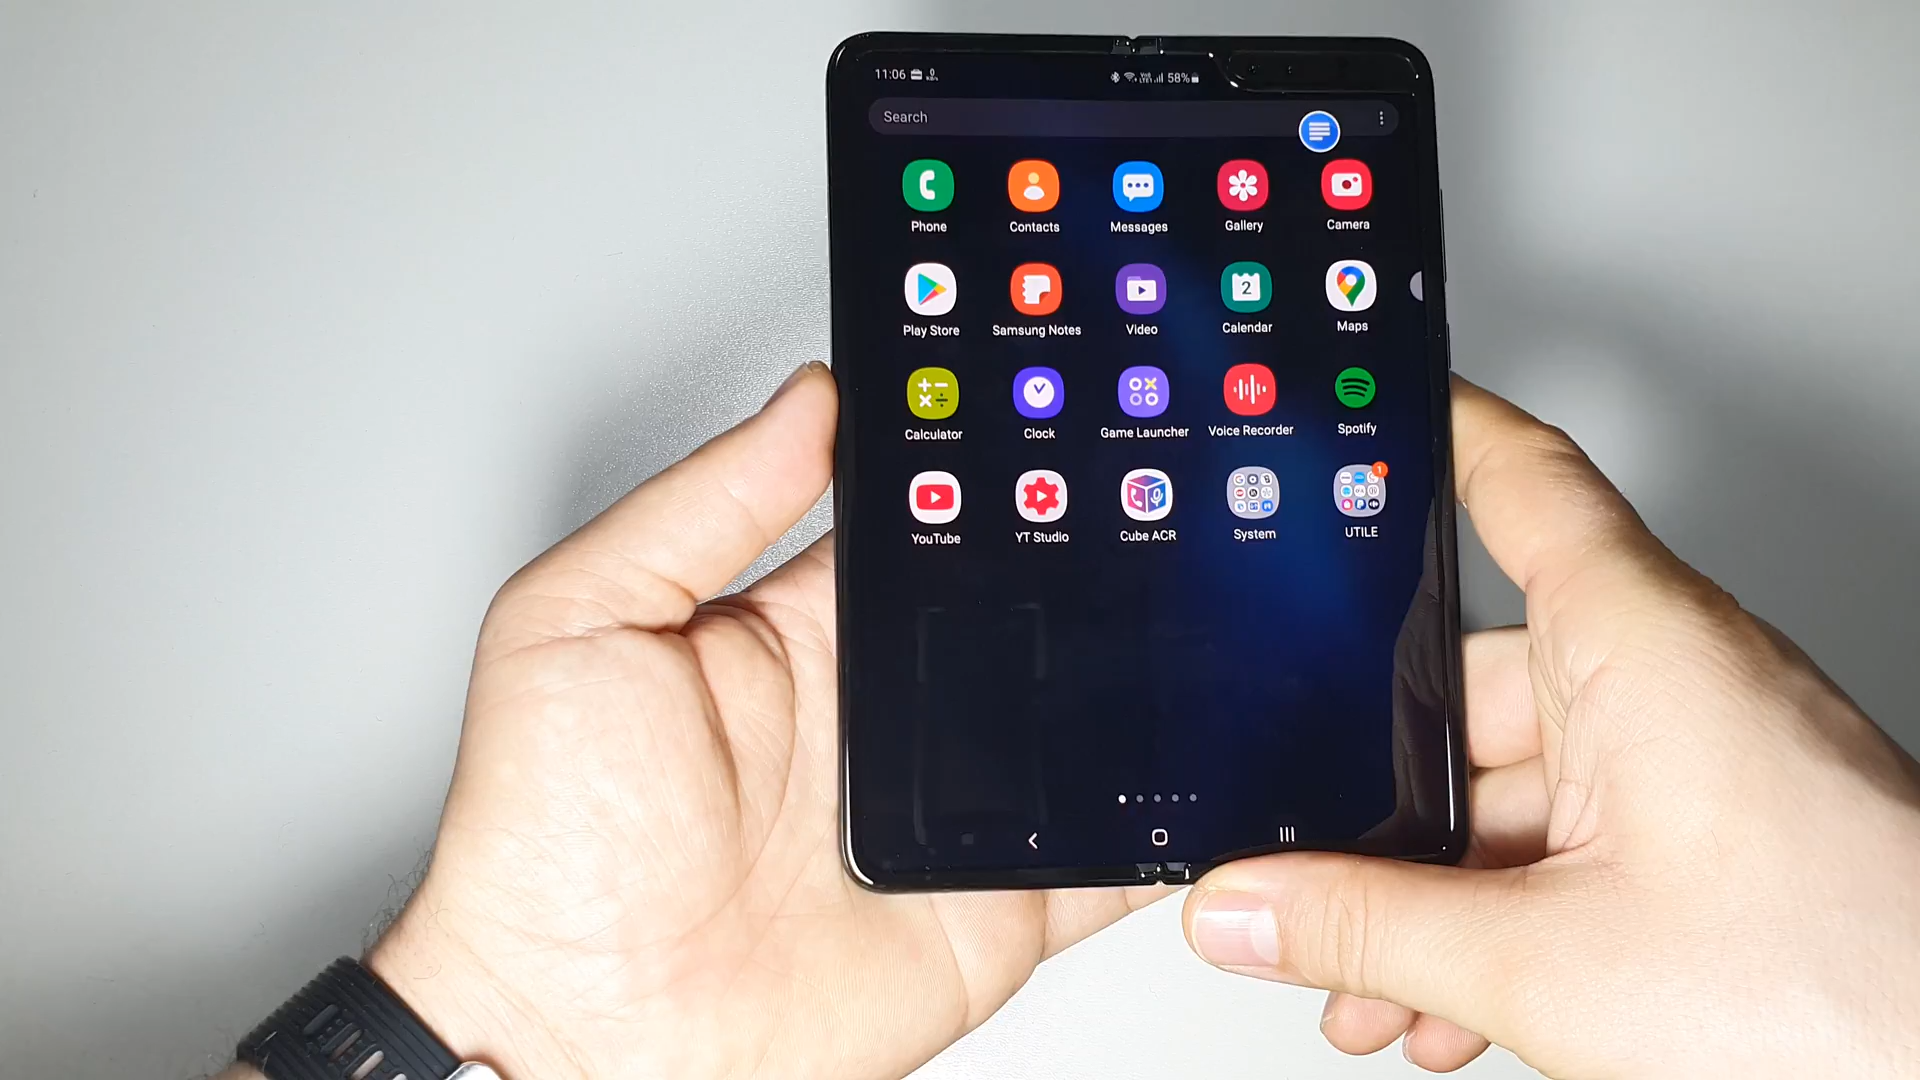 11:06
58%
Search
Phone
Contacts
Messages
Gallery
Camera
Play Store
Samsung Notes
Video
2
Calendar
Maps
Calculator
Clock
Game Launcher
Voice Recorder
Spotify
1
YouTube
YT Studio
Cube ACR
System
UTILE